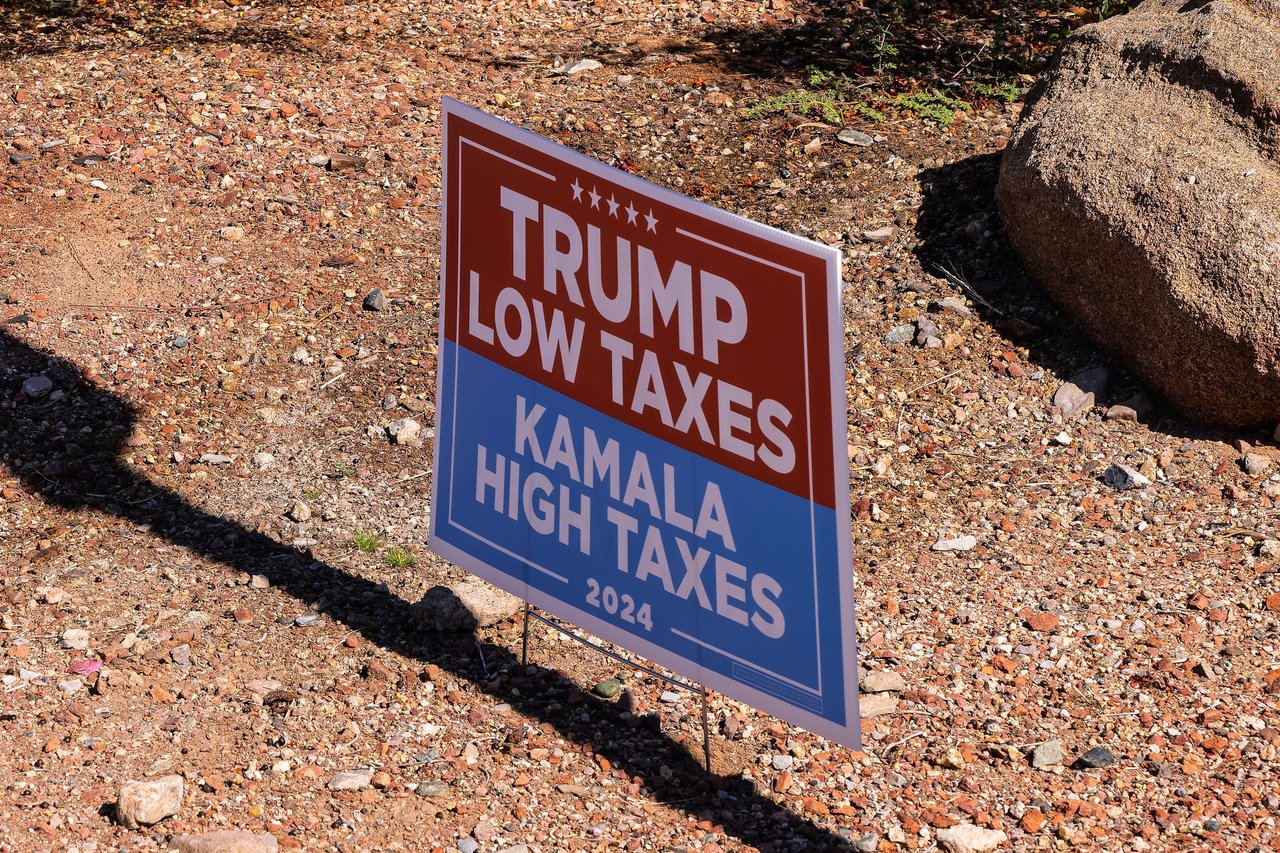 TRUMP
LOW TAXES
KAMALA
HIGH TAXES
2024